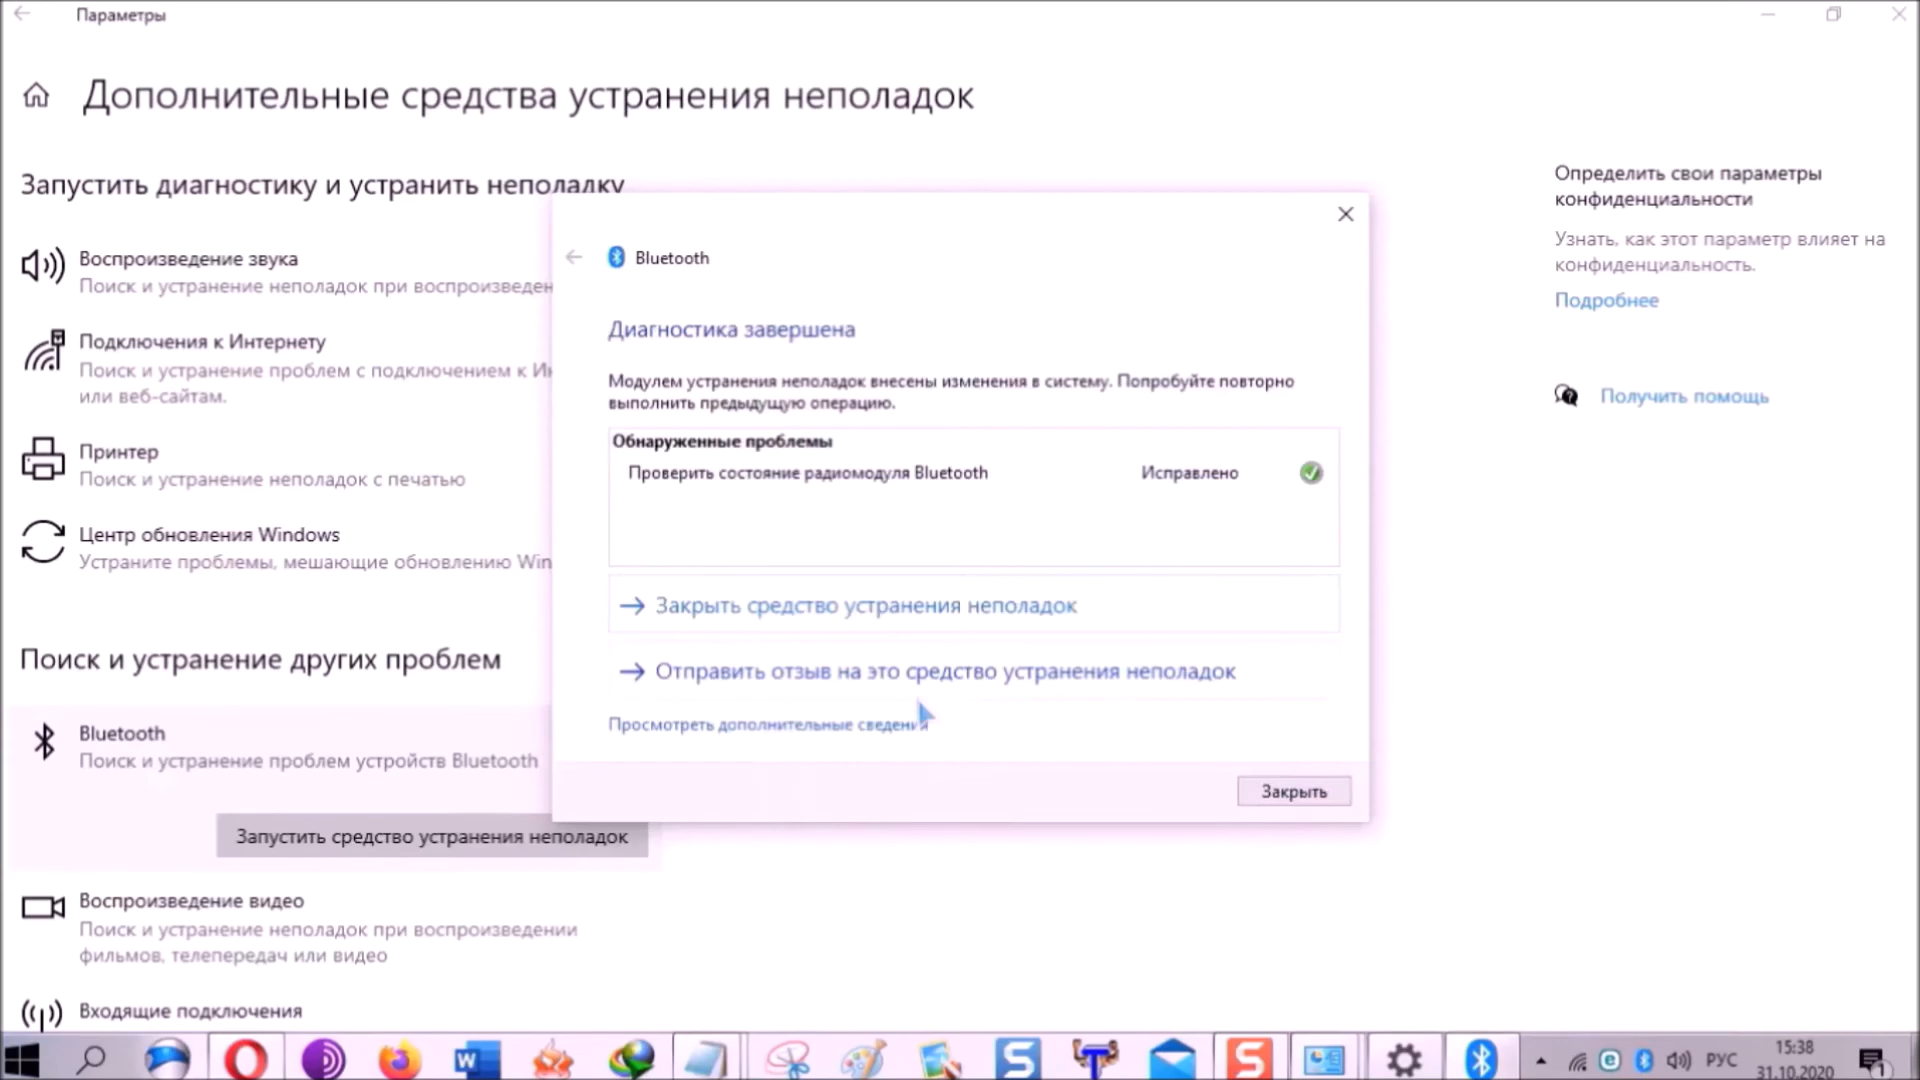 Параметры
Дополнительные средства устранения неполадок
Запустить диагностику и устранить неполадку
Воспроизведение звука
Поиск и устранение неполадок при воспроизведен
Подключения к Интернету
Поиск и устранение проблем с подключением к Ин
или веб-сайтам.
Принтер
Поиск и устранение неполадок с печатью
Центр обновления Windows
Устраните проблемы, мешающие обновлению Win
Поиск и устранение других проблем
Bluetooth
Поиск и устранение проблем устройств Bluetooth
Запустить средство устранения неполадок
Воспроизведение видео
Поиск и устранение неполадок при воспроизведении
фильмов, телепередач или видео
Входящие подключения
Bluetooth
Диагностика завершена
Модулем устранения неполадок внесены изменения в систему. Попробуйте повторно
выполнить предыдущую операцию.
Обнаруженные проблемы
Проверить состояние радиомодуля Bluetooth Исправлено
Закрыть средство устранения неполадок
Отправить отзыв на это средство устранения неполадок
Просмотреть дополнительные сведения
Закрыть
Определить свои параметры
конфиденциальности
Узнать, как этот параметр влияет на
конфиденциальность.
Подробнее
Получить помощь
РУС
15:38
31.10.2020
1